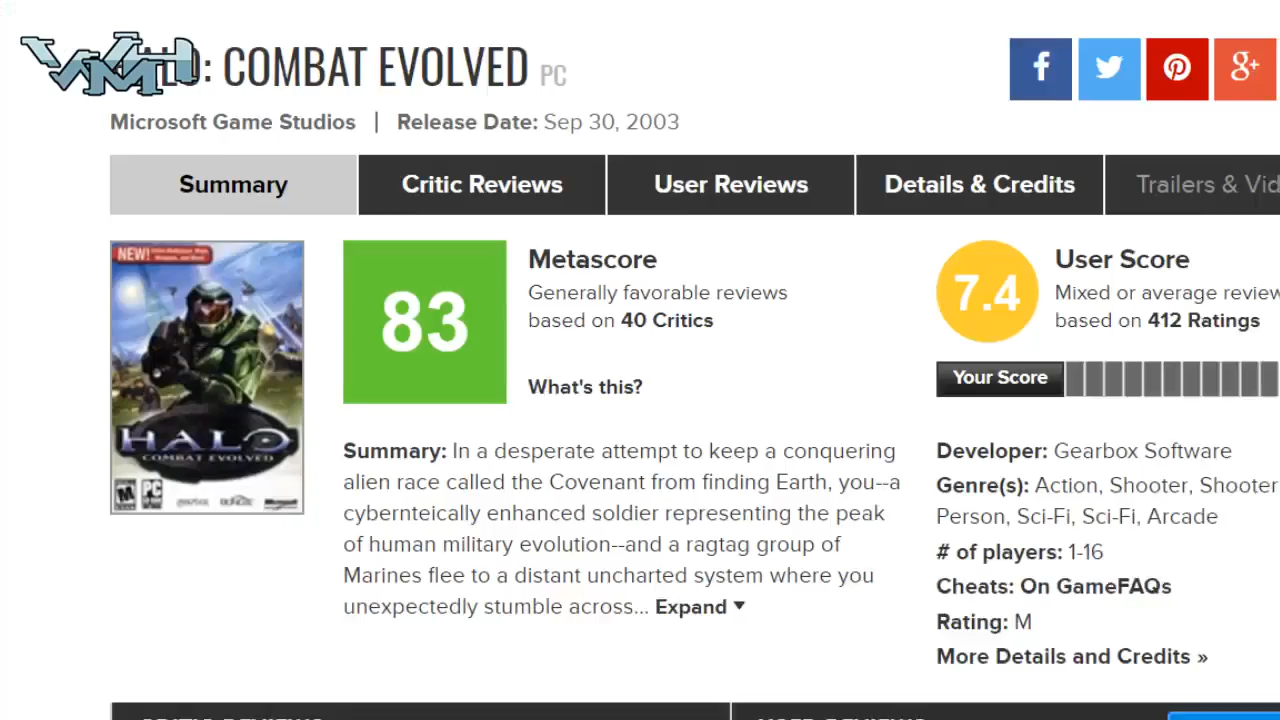 LO: COMBAT EVOLVED PC
Microsoft Game Studios | Release Date: Sep 30, 2003
Summary
Critic Reviews
User Reviews
Details & Credits
Trailers & Vid
NEW!
HALO
COMBAT EVOLVED
M PC
83
Metascore
Generally favorable reviews
based on 40 Critics
What's this?
7.4
User Score
Mixed or average review
based on 412 Ratings
Your Score
Summary: In a desperate attempt to keep a conquering
alien race called the Covenant from finding Earth, you--a
cybernteically enhanced soldier representing the peak
of human military evolution--and a ragtag group of
Marines flee to a distant uncharted system where you
unexpectedly stumble across... Expand
Developer: Gearbox Software
Genre(s): Action, Shooter, Shooter
Person, Sci-Fi, Sci-Fi, Arcade
# of players: 1-16
Cheats: On GameFAQs
Rating: M
More Details and Credits »